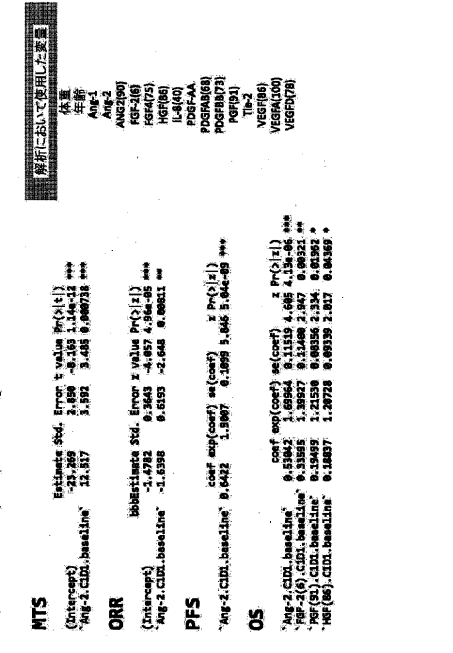 MTS
Estimate Std. Error t value Pr(>|t|)
(Intercept) -23.269 2.850 -8.163 1.14e-12 ***
`Ang-2.C1D1.baseline` 12.517 3.592 3.485 0.000738 ***
ORR
bbbEstimate Std. Error z value Pr(>|z|)
(Intercept) -1.4782 0.3643 -4.057 4.96e-05 ***
`Ang-2.C1D1.baseline` -1.6398 0.6193 -2.648 0.00811 **
PFS
coef exp(coef) se(coef) z Pr(>|z|)
`Ang-2.C1D1.baseline` 0.6422 1.9007 0.1099 5.846 5.04e-09 ***
OS
coef exp(coef) se(coef) z Pr(>|z|)
`Ang-2.C1D1.baseline` 0.53042 1.69964 0.11519 4.605 4.13e-06 ***
`FGF-2(6).C1D1.baseline` 0.33595 1.39927 0.11400 2.947 0.00321 **
`PGF(91).C1D1.baseline` 0.19499 1.21530 0.08356 2.334 0.01962 *
`HGF(86).C1D1.baseline` 0.18837 1.20728 0.09339 2.017 0.04369 *
解析において使用した変量
体重
年齢
Ang-1
Ang-2
ANG2(90)
FGF-2(6)
FGF4(75)
HGF(86)
IL-8(40)
PDGF-AA
PDGFAB(68)
PDGFBB(73)
PGF(91)
Tie-2
VEGF(86)
VEGFA(100)
VEGFD(78)